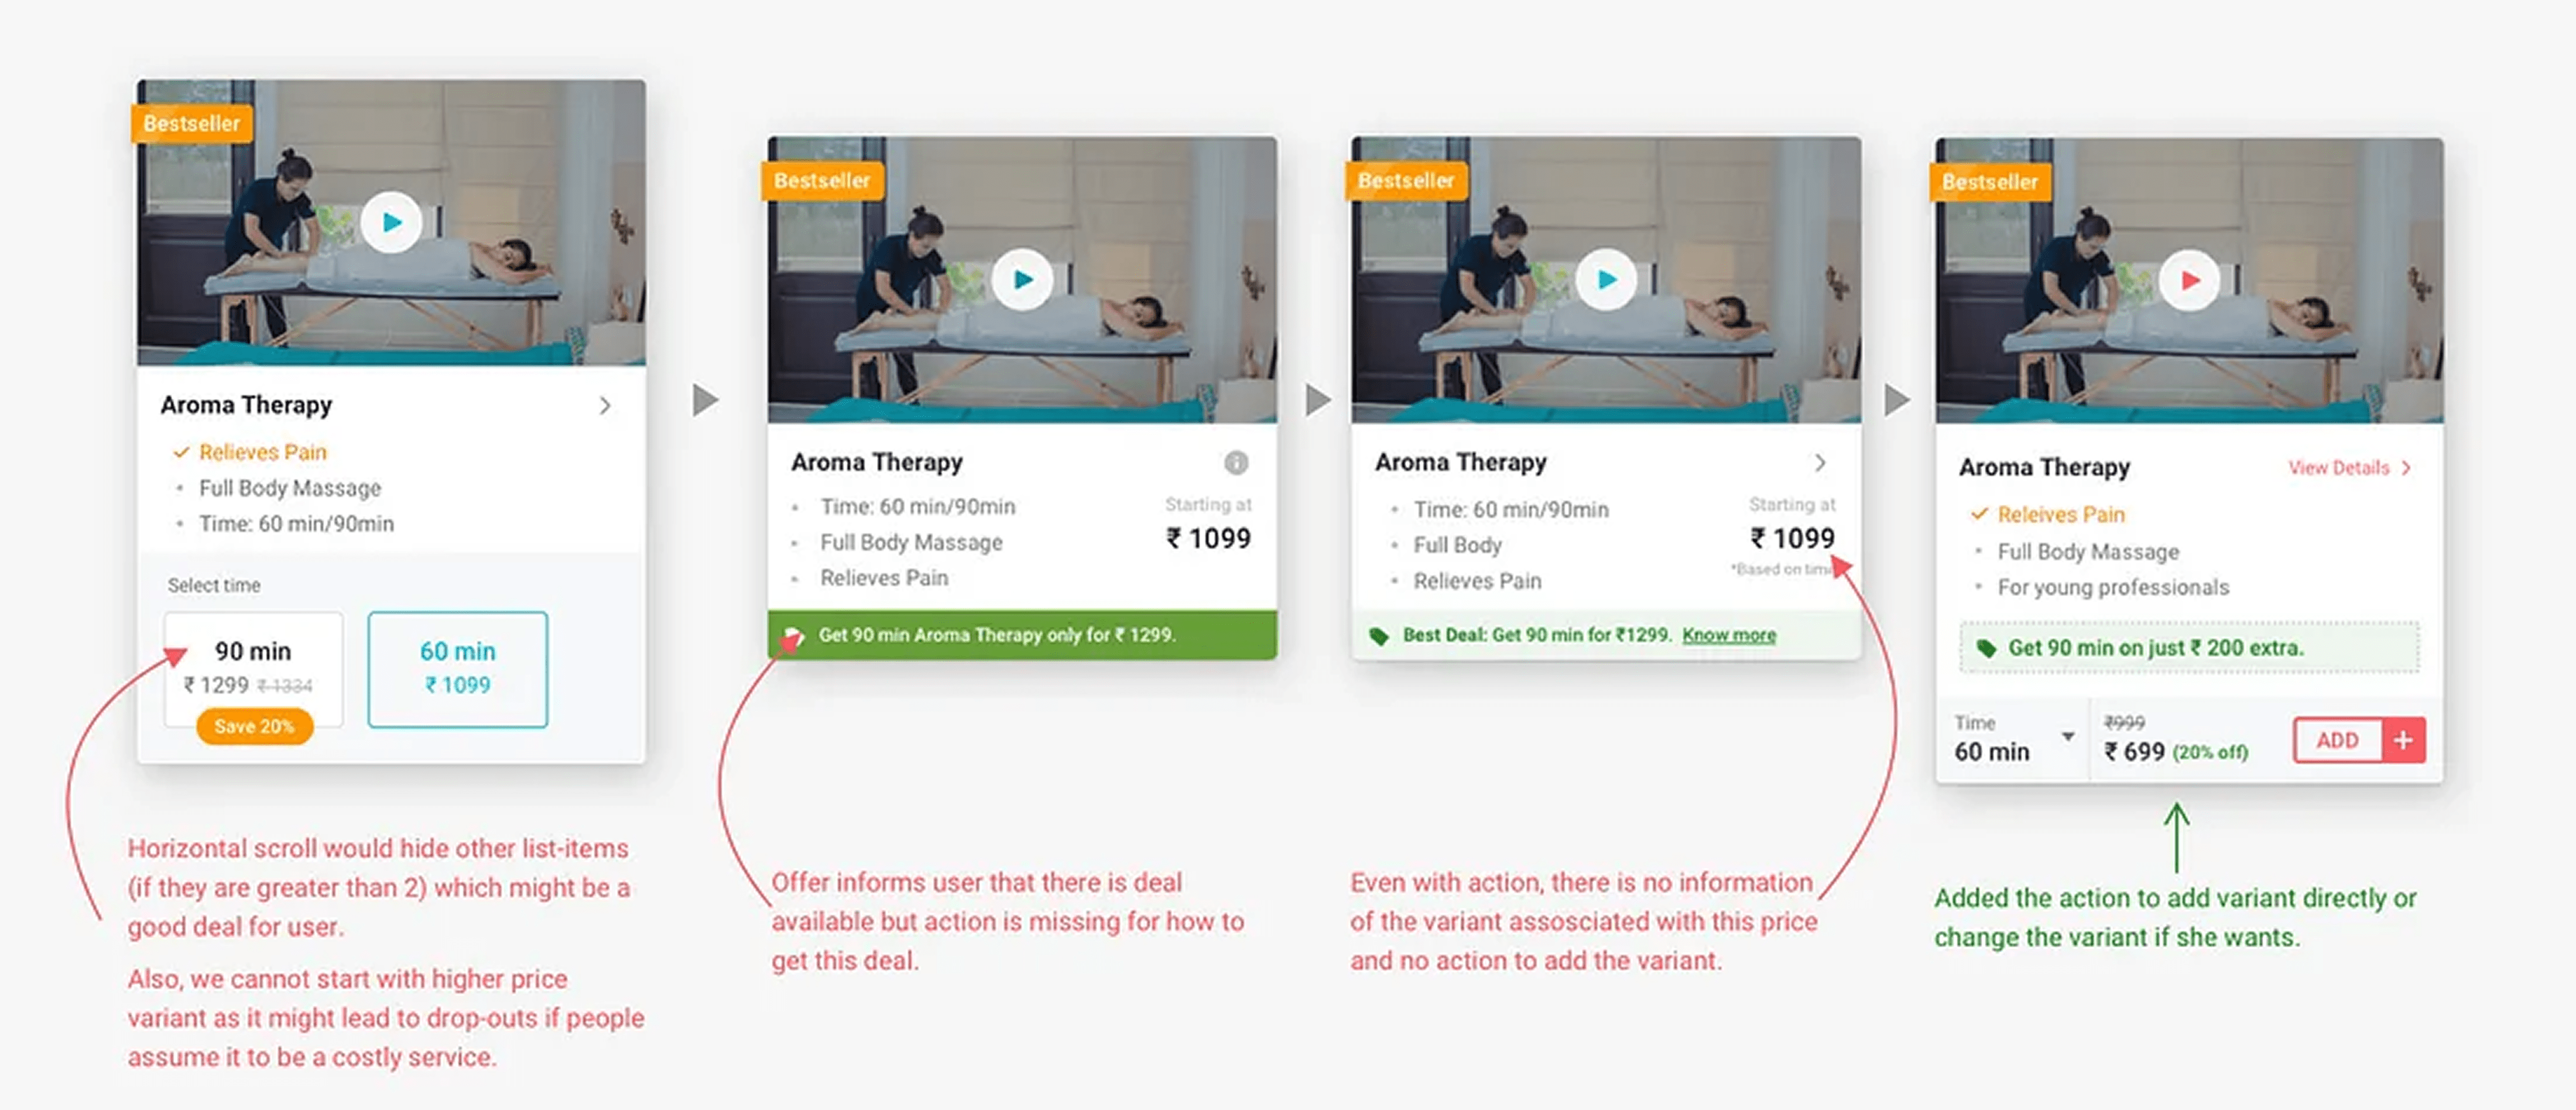 Bestseller
Aroma Therapy
Relieves Pain
Full Body Massage
Time: 60 min/90min
Select time
90 min
₹ 1299 ₹ 1334
Save 20%
60 min
₹ 1099
Horizontal scroll would hide other list-items
(if they are greater than 2) which might be a
good deal for user.
Also, we cannot start with higher price
variant as it might lead to drop-outs if people
assume it to be a costly service.
Bestseller
Aroma Therapy
Time: 60 min/90min
Full Body Massage
Relieves Pain
Starting at
₹ 1099
Get 90 min Aroma Therapy only for ₹ 1299.
Offer informs user that there is deal
available but action is missing for how to
get this deal.
Bestseller
Aroma Therapy
Time: 60 min/90min
Full Body
Relieves Pain
Starting at
₹ 1099
*Based on time
Best Deal: Get 90 min for ₹1299. Know more
Even with action, there is no information
of the variant assosciated with this price
and no action to add the variant.
Bestseller
Aroma Therapy
View Details
Releives Pain
Full Body Massage
For young professionals
Get 90 min on just ₹ 200 extra.
Time
60 min
₹999
₹ 699 (20% off)
ADD +
Added the action to add variant directly or
change the variant if she wants.